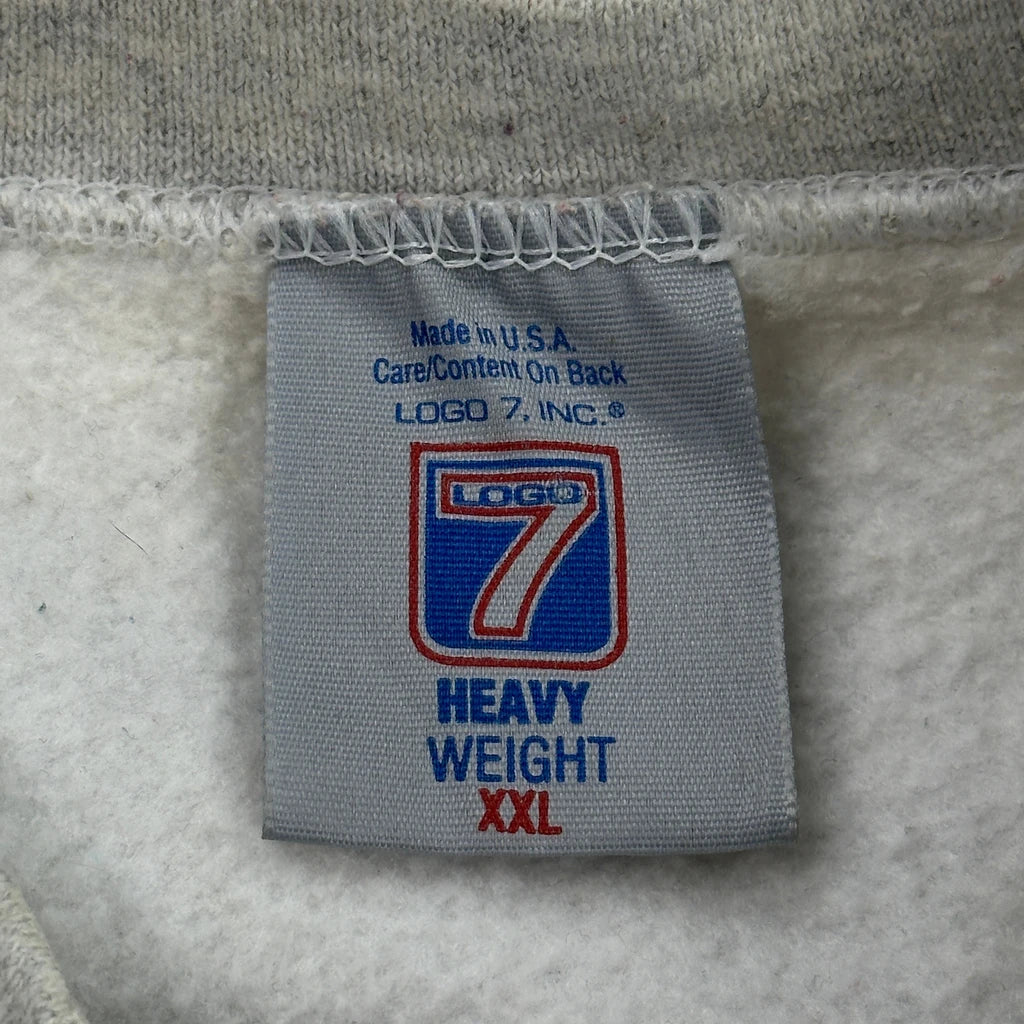 Made in U.S.A.
Care/Content On Back
LOGO 7, INC.®
LOGO
7
HEAVY
WEIGHT
XXL